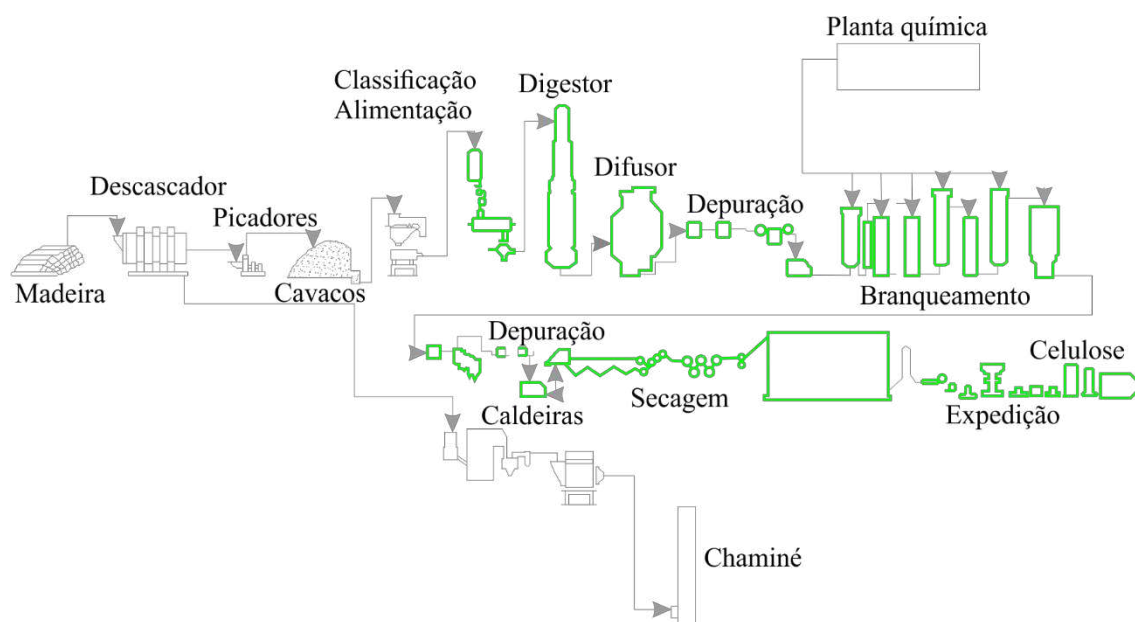 Planta química
Classificação
Alimentação
Digestor
Difusor
Descascador
Picadores
Depuração
Madeira
Cavacos
Branqueamento
Depuração
Celulose
Caldeiras
Secagem
Expedição
Chaminé